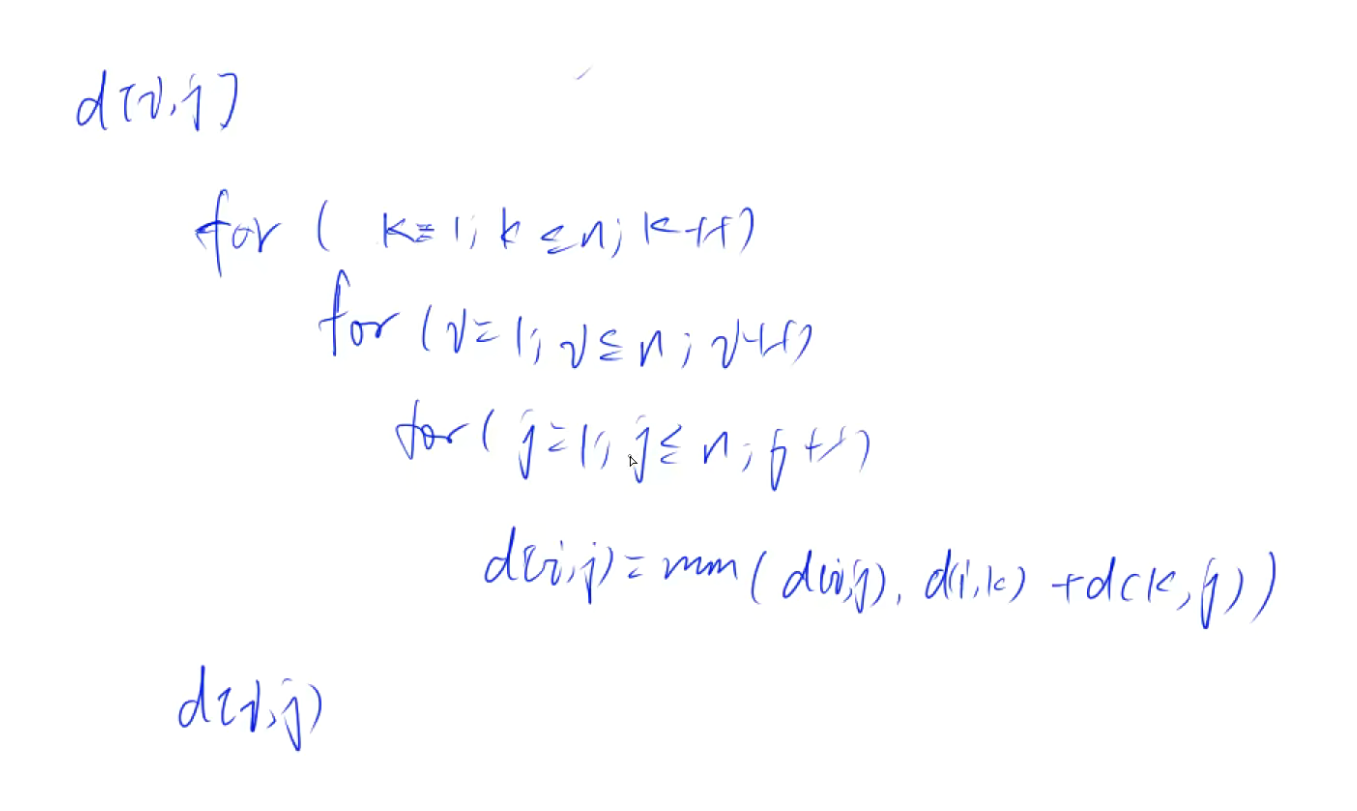 d[i,j]
for ( k=1; k≤n; k++)
for (i=1; i≤n; i++)
for (j=1; j≤n; j++)
d(i,j)=min(d(i,j), d(i,k)+d(k,j))
d[i,j)